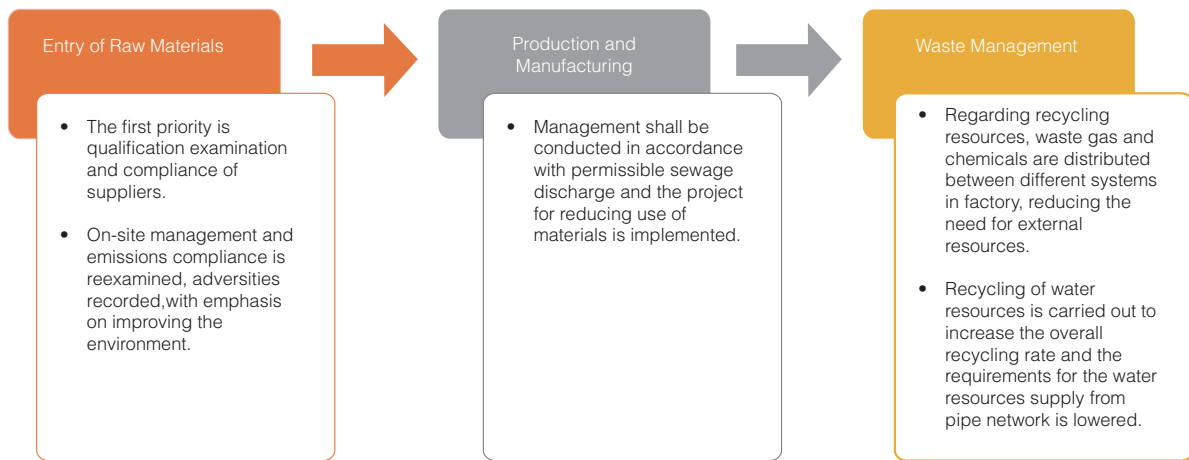 Entry of Raw Materials
• The first priority is
qualification examination
and compliance of
suppliers.
• On-site management and
emissions compliance is
reexamined, adversities
recorded,with emphasis
on improving the
environment.
Production and
Manufacturing
• Management shall be
conducted in accordance
with permissible sewage
discharge and the project
for reducing use of
materials is implemented.
Waste Management
• Regarding recycling
resources, waste gas and
chemicals are distributed
between different systems
in factory, reducing the
need for external
resources.
• Recycling of water
resources is carried out to
increase the overall
recycling rate and the
requirements for the water
resources supply from
pipe network is lowered.